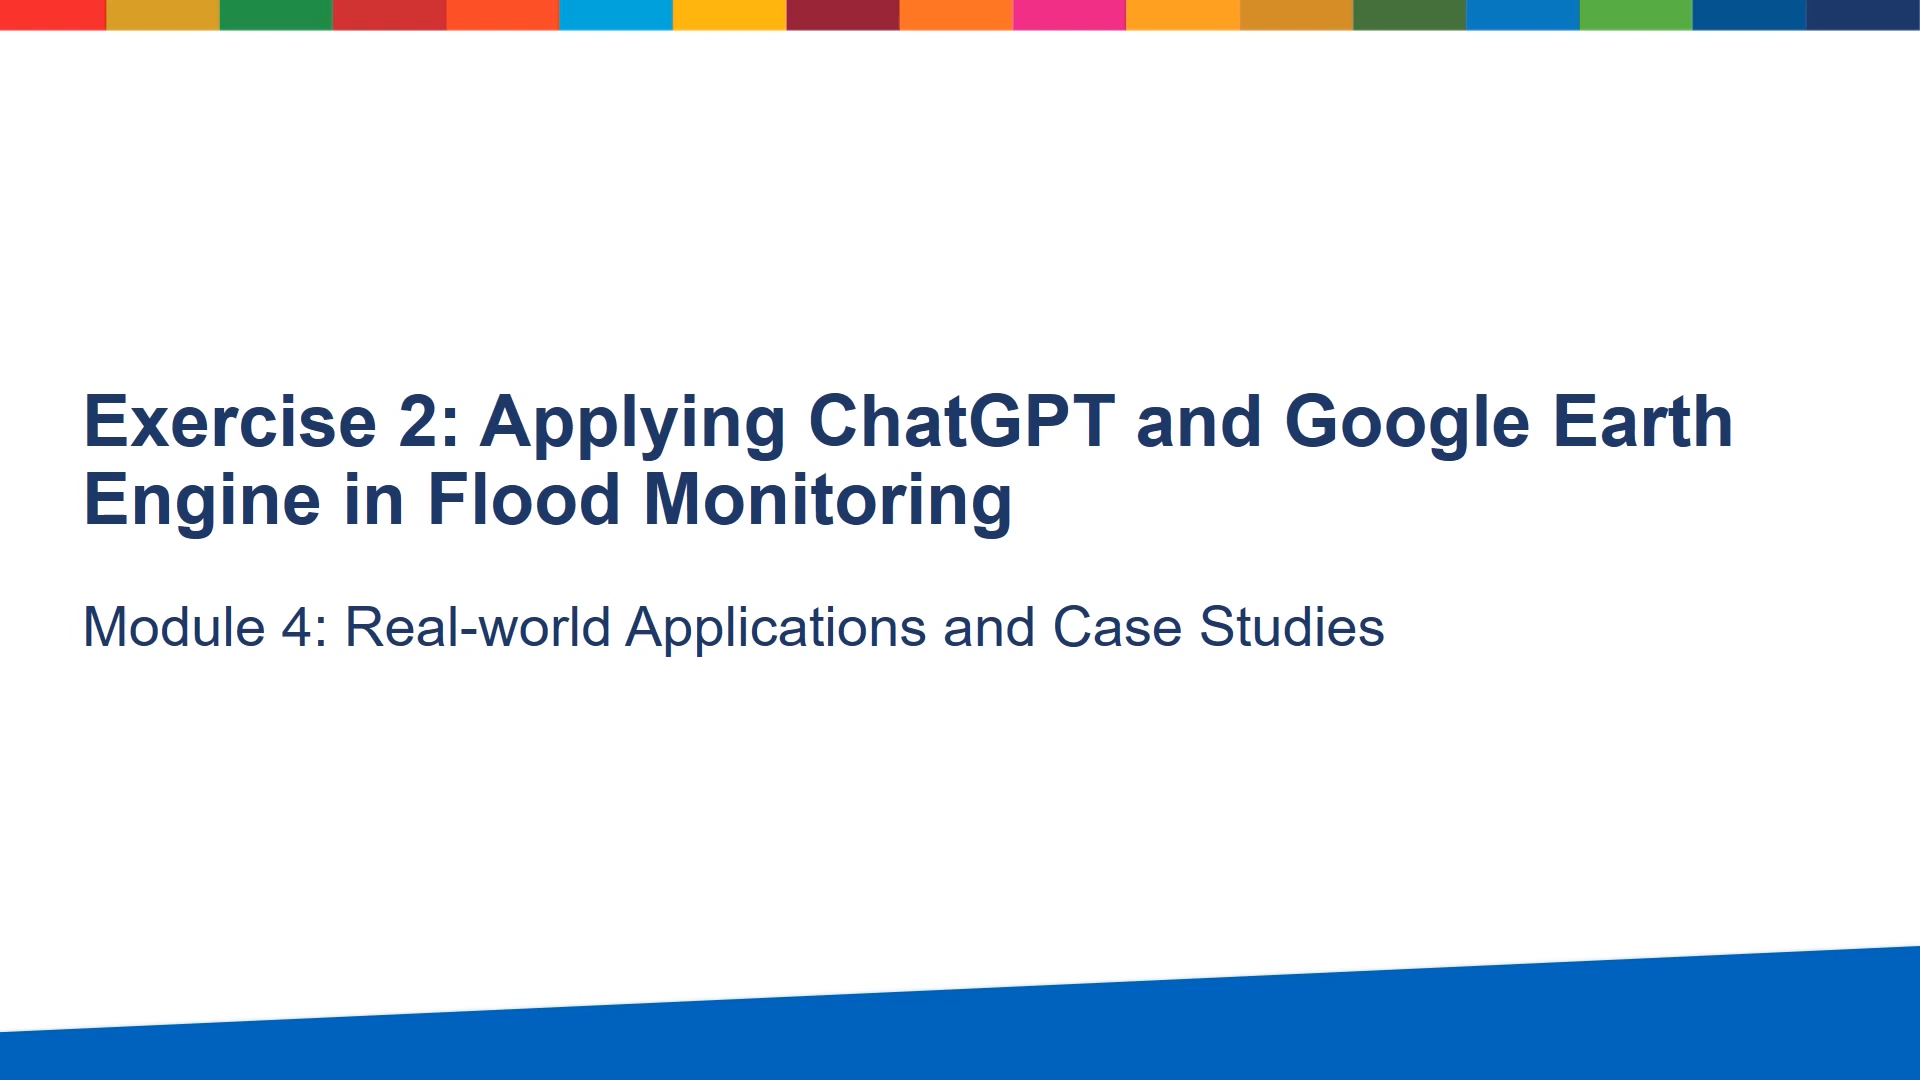 Exercise 2: Applying ChatGPT and Google Earth
Engine in Flood Monitoring
Module 4: Real-world Applications and Case Studies